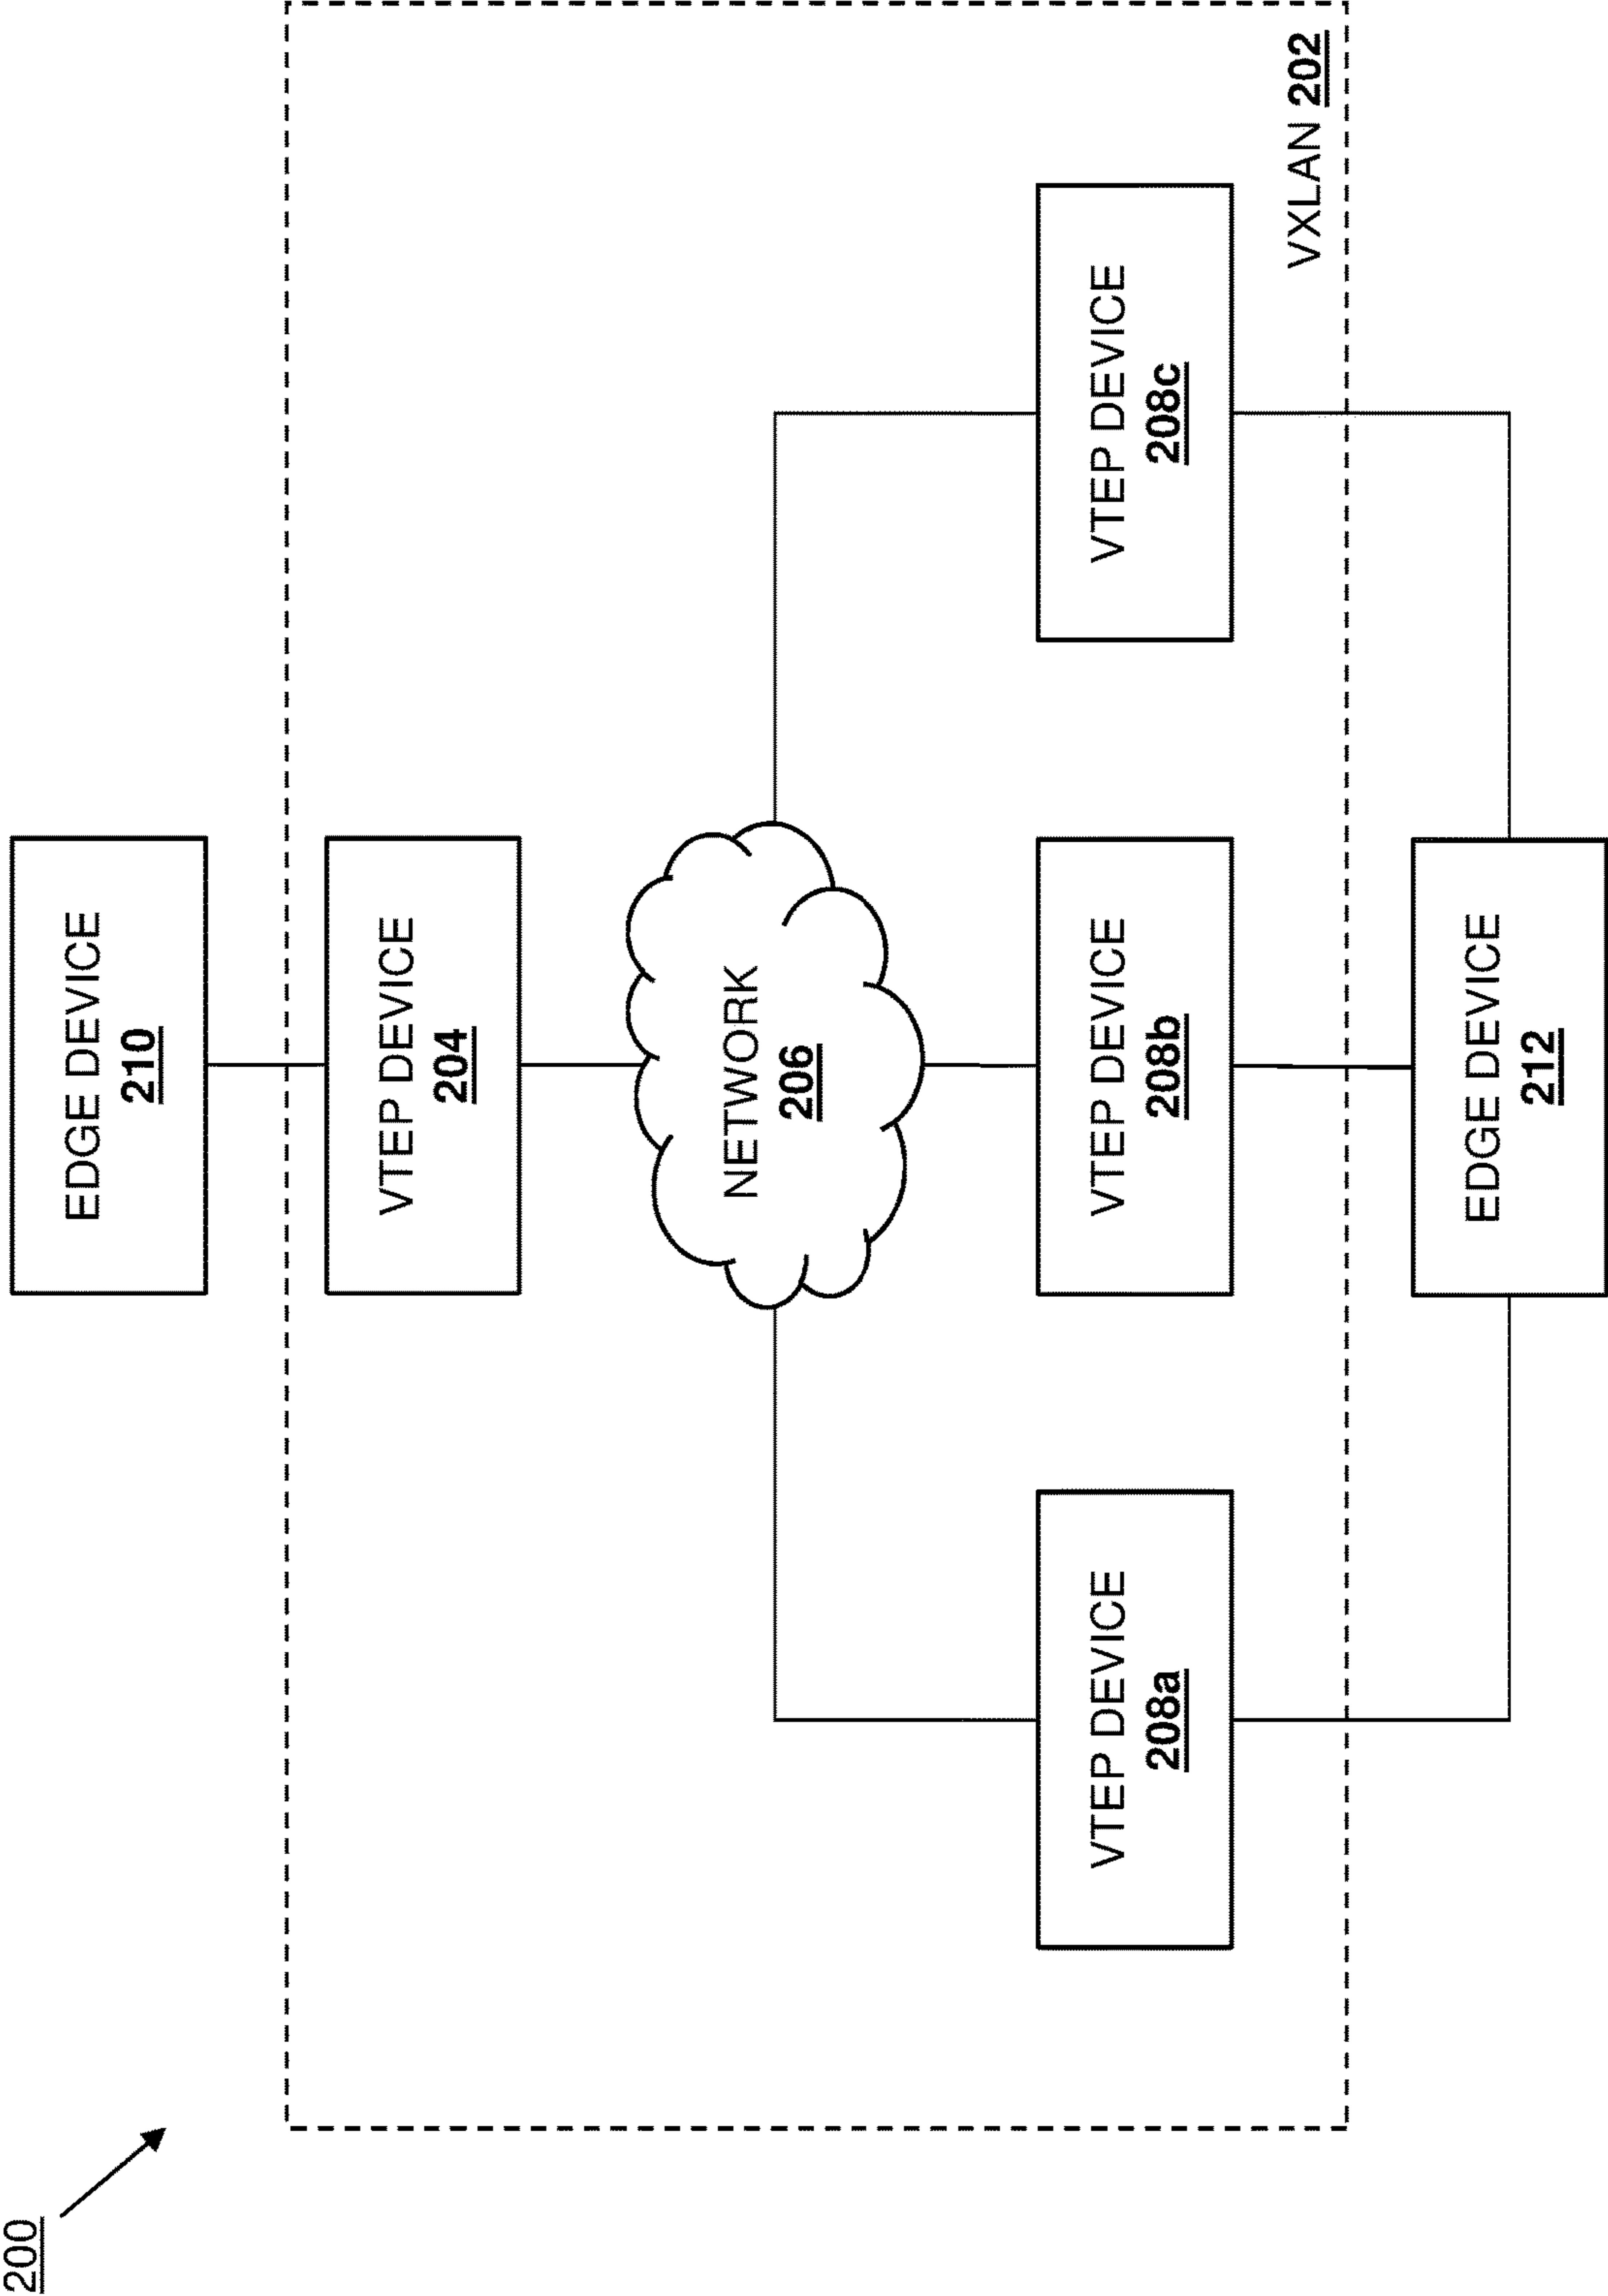 200
EDGE DEVICE
210
VTEP DEVICE
204
NETWORK
206
VTEP DEVICE
208a
VTEP DEVICE
208b
VTEP DEVICE
208c
VXLAN 202
EDGE DEVICE
212